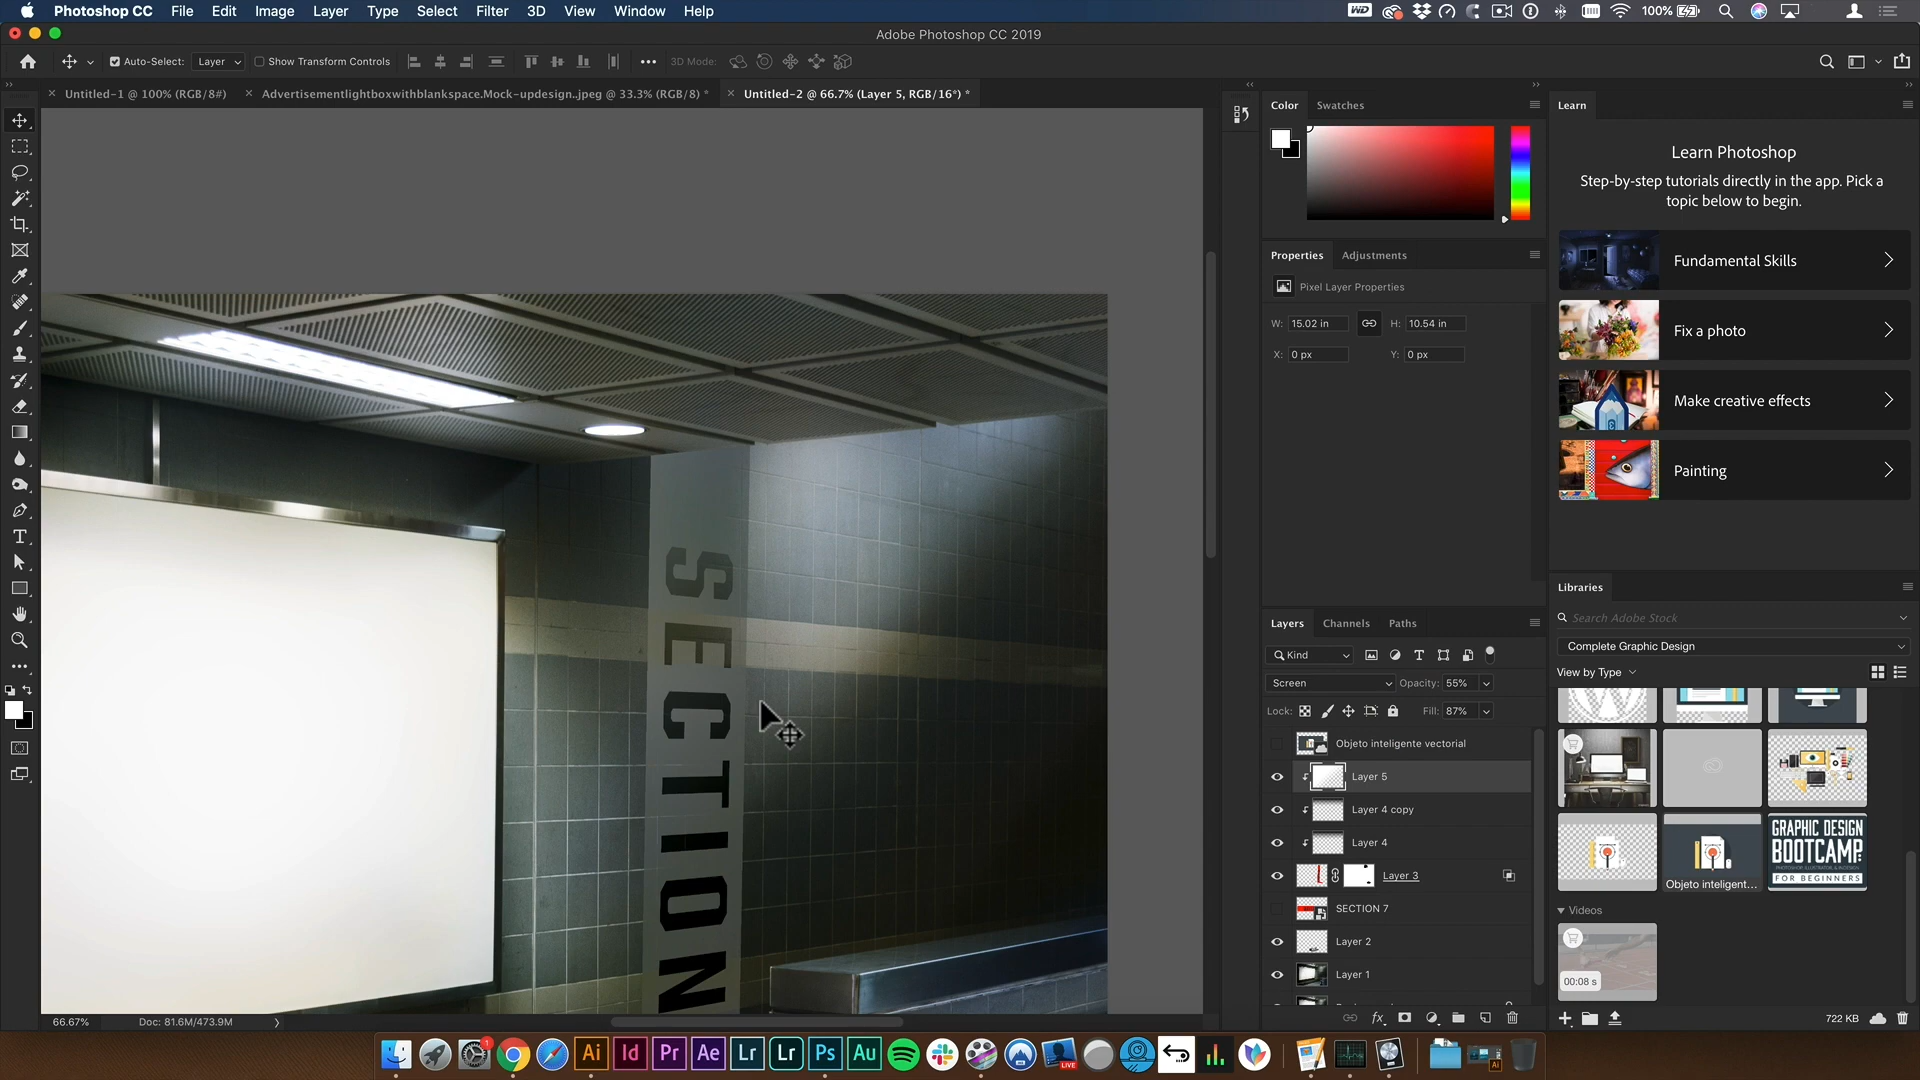 Photoshop CC File Edit Image Layer Type Select Filter 3D View Window Help 100%
Adobe Photoshop CC 2019
Auto-Select: Layer Show Transform Controls 3D Mode:
Untitled-1 @ 100% (RGB/8#) Advertisementlightboxwithblankspace.Mock-updesign..jpeg @ 33.3% (RGB/8) * Untitled-2 @ 66.7% (Layer 5, RGB/16*) *
SECTION
66.67% Doc: 81.6M/473.9M
Color Swatches
Properties Adjustments
Pixel Layer Properties
W: 15.02 in H: 10.54 in
X: 0 px Y: 0 px
Layers Channels Paths
Kind
Screen Opacity: 55%
Lock: Fill: 87%
Objeto inteligente vectorial
Layer 5
Layer 4 copy
Layer 4
Layer 3
SECTION 7
Layer 2
Layer 1
fx
Learn
Learn Photoshop
Step-by-step tutorials directly in the app. Pick a
topic below to begin.
Fundamental Skills
Fix a photo
Make creative effects
Painting
Libraries
Search Adobe Stock
Complete Graphic Design
View by Type
Objeto inteligent...
GRAPHIC DESIGN
BOOTCAMP
FOR BEGINNERS
Videos
00:08 s
722 KB
Ai Id Pr Ae Lr Lr Ps Au LIVE